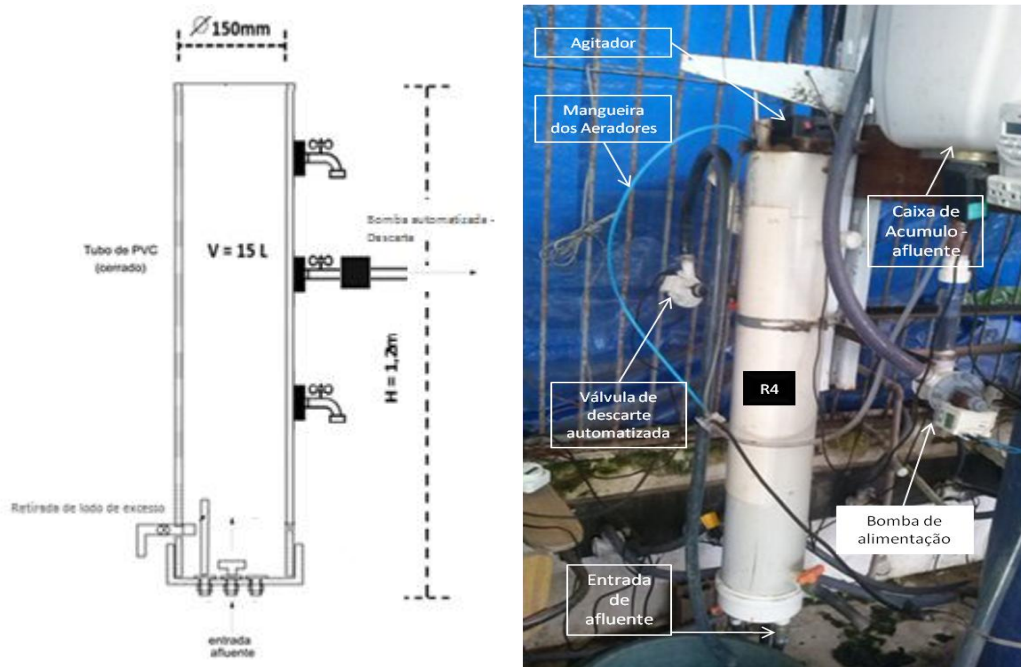 Ø 150mm
Bomba automatizada -
Descarte
Tubo de PVC
(cerrado)
V = 15 L
H = 1,2m
Retirada de lodo de excesso
entrada
afluente
Agitador
Mangueira
dos Aeradores
Caixa de
Acumulo -
afluente
R4
Válvula de
descarte
automatizada
Bomba de
alimentação
Entrada
de
afluente